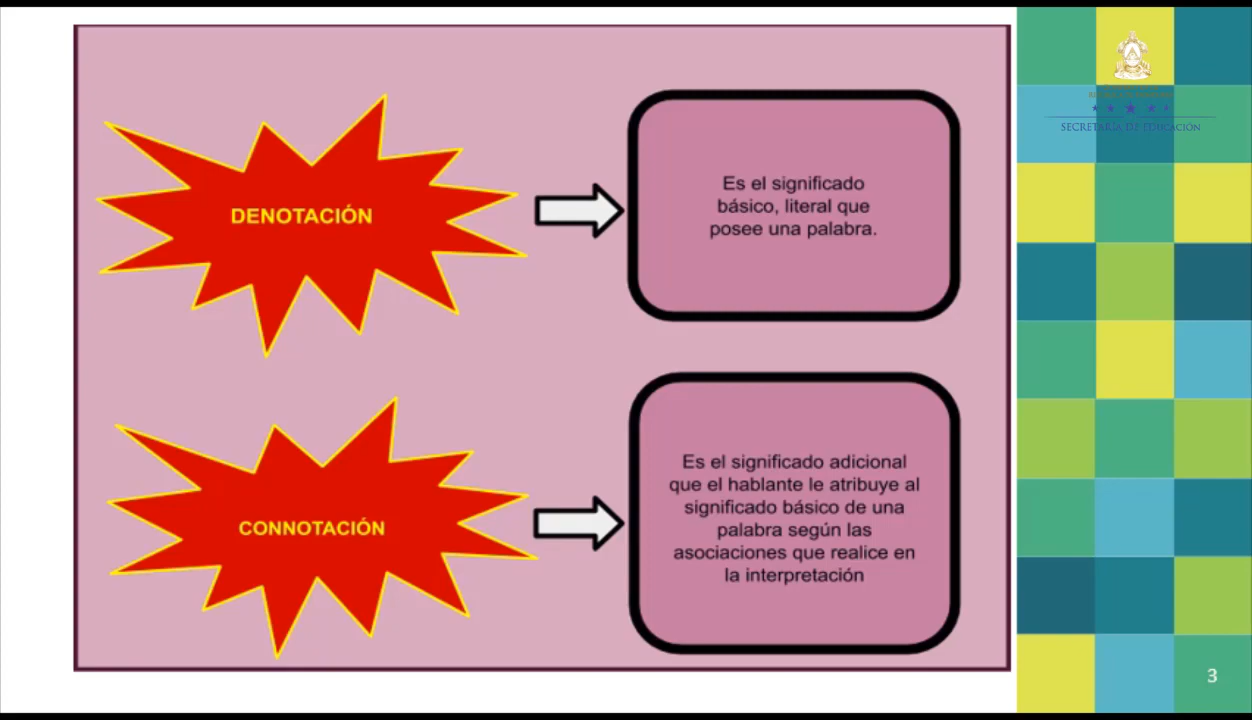 DENOTACIÓN
Es el significado
básico, literal que
posee una palabra.
CONNOTACIÓN
Es el significado adicional
que el hablante le atribuye al
significado básico de una
palabra según las
asociaciones que realice en
la interpretación
SECRETARÍA DE EDUCACIÓN
3